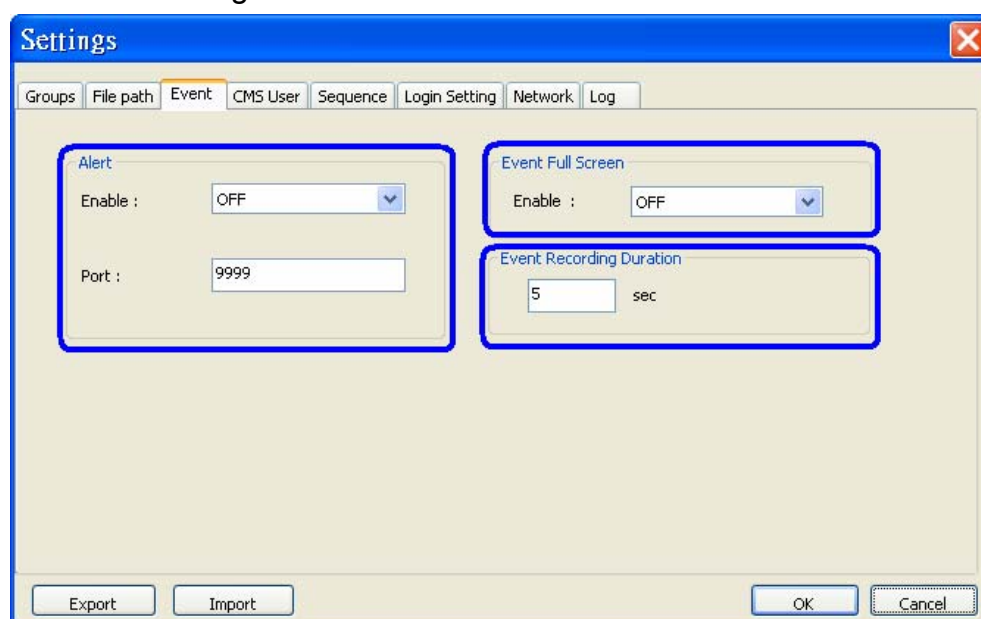 Settings
Groups File path Event CMS User Sequence Login Setting Network Log
Alert
Enable : OFF
Port : 9999
Event Full Screen
Enable : OFF
Event Recording Duration
5 sec
Export Import OK Cancel